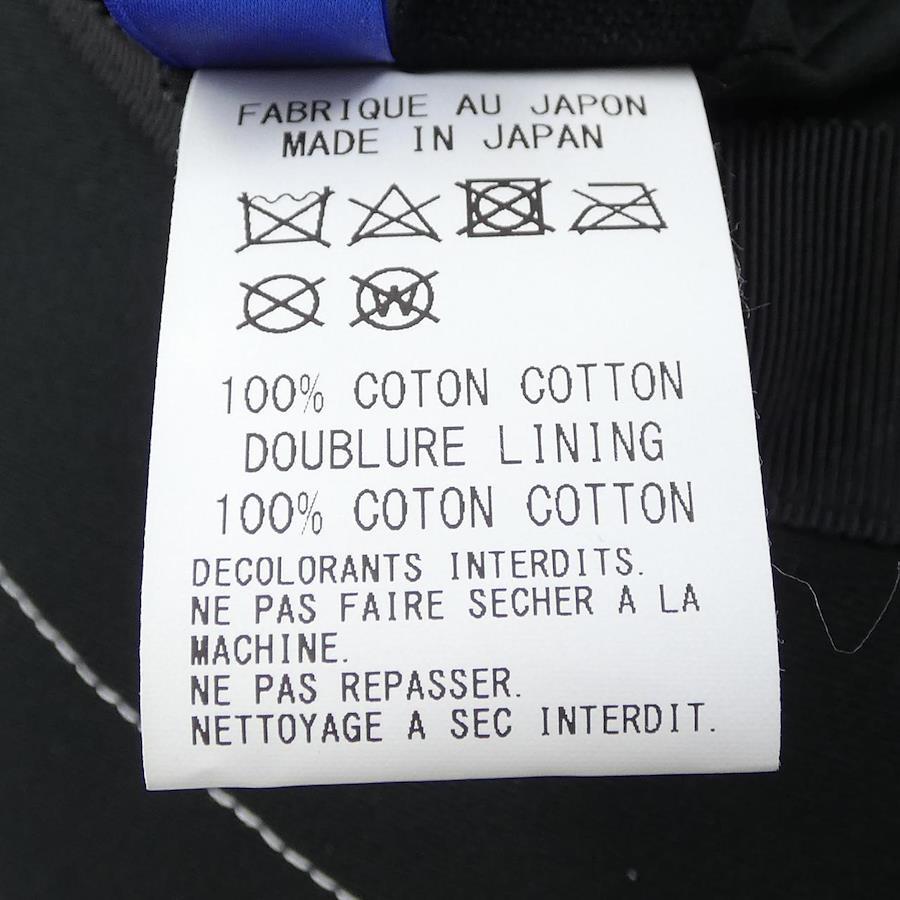 FABRIQUE AU JAPON
MADE IN JAPAN
W
100% COTON COTTON
DOUBLURE LINING
100% COTON COTTON
DECOLORANTS INTERDITS.
NE PAS FAIRE SECHER A LA
MACHINE.
NE PAS REPASSER.
NETTOYAGE A SEC INTERDIT.